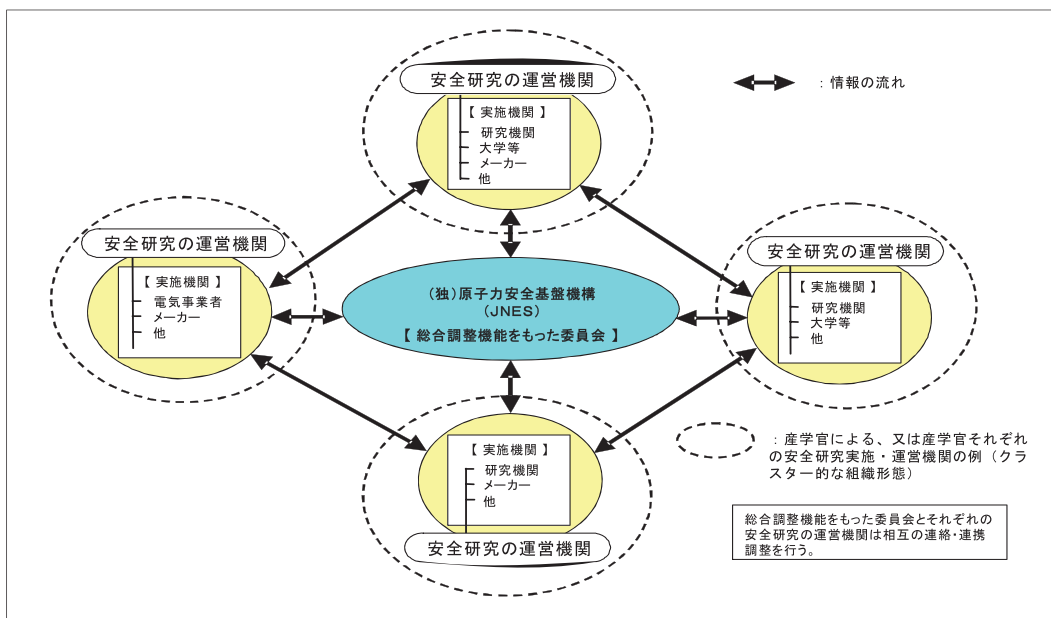 安全研究の運営機関
【 実施機関 】
研究機関
大学等
メーカー
他
：情報の流れ
安全研究の運営機関
【 実施機関 】
電気事業者
メーカー
他
（独）原子力安全基盤機構
（JNES）
【 総合調整機能をもった委員会 】
安全研究の運営機関
【 実施機関 】
研究機関
大学等
他
【 実施機関 】
研究機関
メーカー
他
安全研究の運営機関
：産学官による、又は産学官それぞれ
の安全研究実施・運営機関の例（クラ
スター的な組織形態）
総合調整機能をもった委員会とそれぞれの
安全研究の運営機関は相互の連絡・連携
調整を行う。